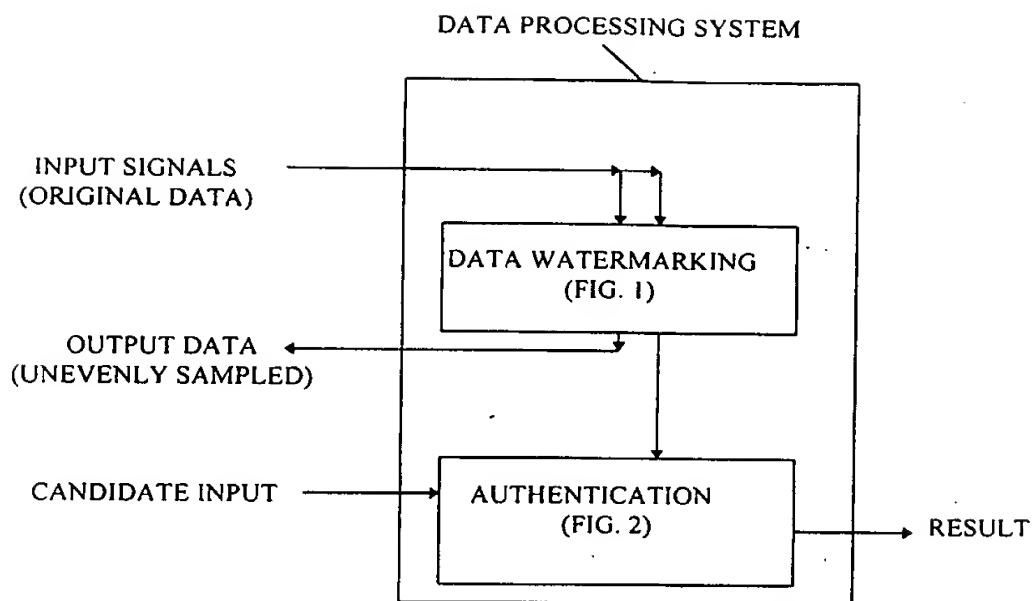 DATA PROCESSING SYSTEM
INPUT SIGNALS
(ORIGINAL DATA)
DATA WATERMARKING
(FIG. 1)
OUTPUT DATA
(UNEVENLY SAMPLED)
CANDIDATE INPUT
AUTHENTICATION
(FIG. 2)
RESULT